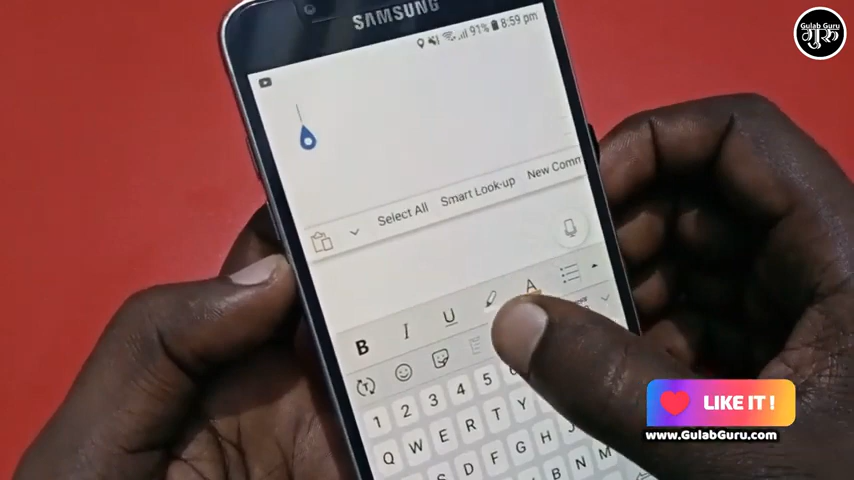 Gulab Guru
गुरू
SAMSUNG
91% 8:59 pm
Select All Smart Look-up New Comm
B I U A
1 2 3 4 5
Q W E R T Y
S D F G H J
B N M
LIKE IT !
www.GulabGuru.com